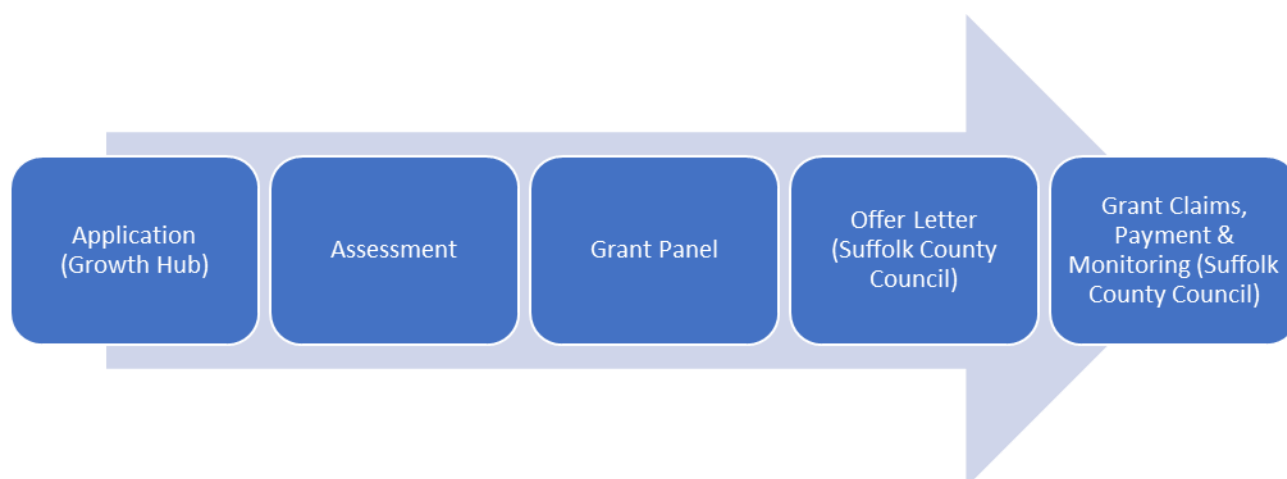 Application
(Growth Hub)
Assessment
Grant Panel
Offer Letter
(Suffolk County
Council)
Grant Claims,
Payment &
Monitoring (Suffolk
County Council)